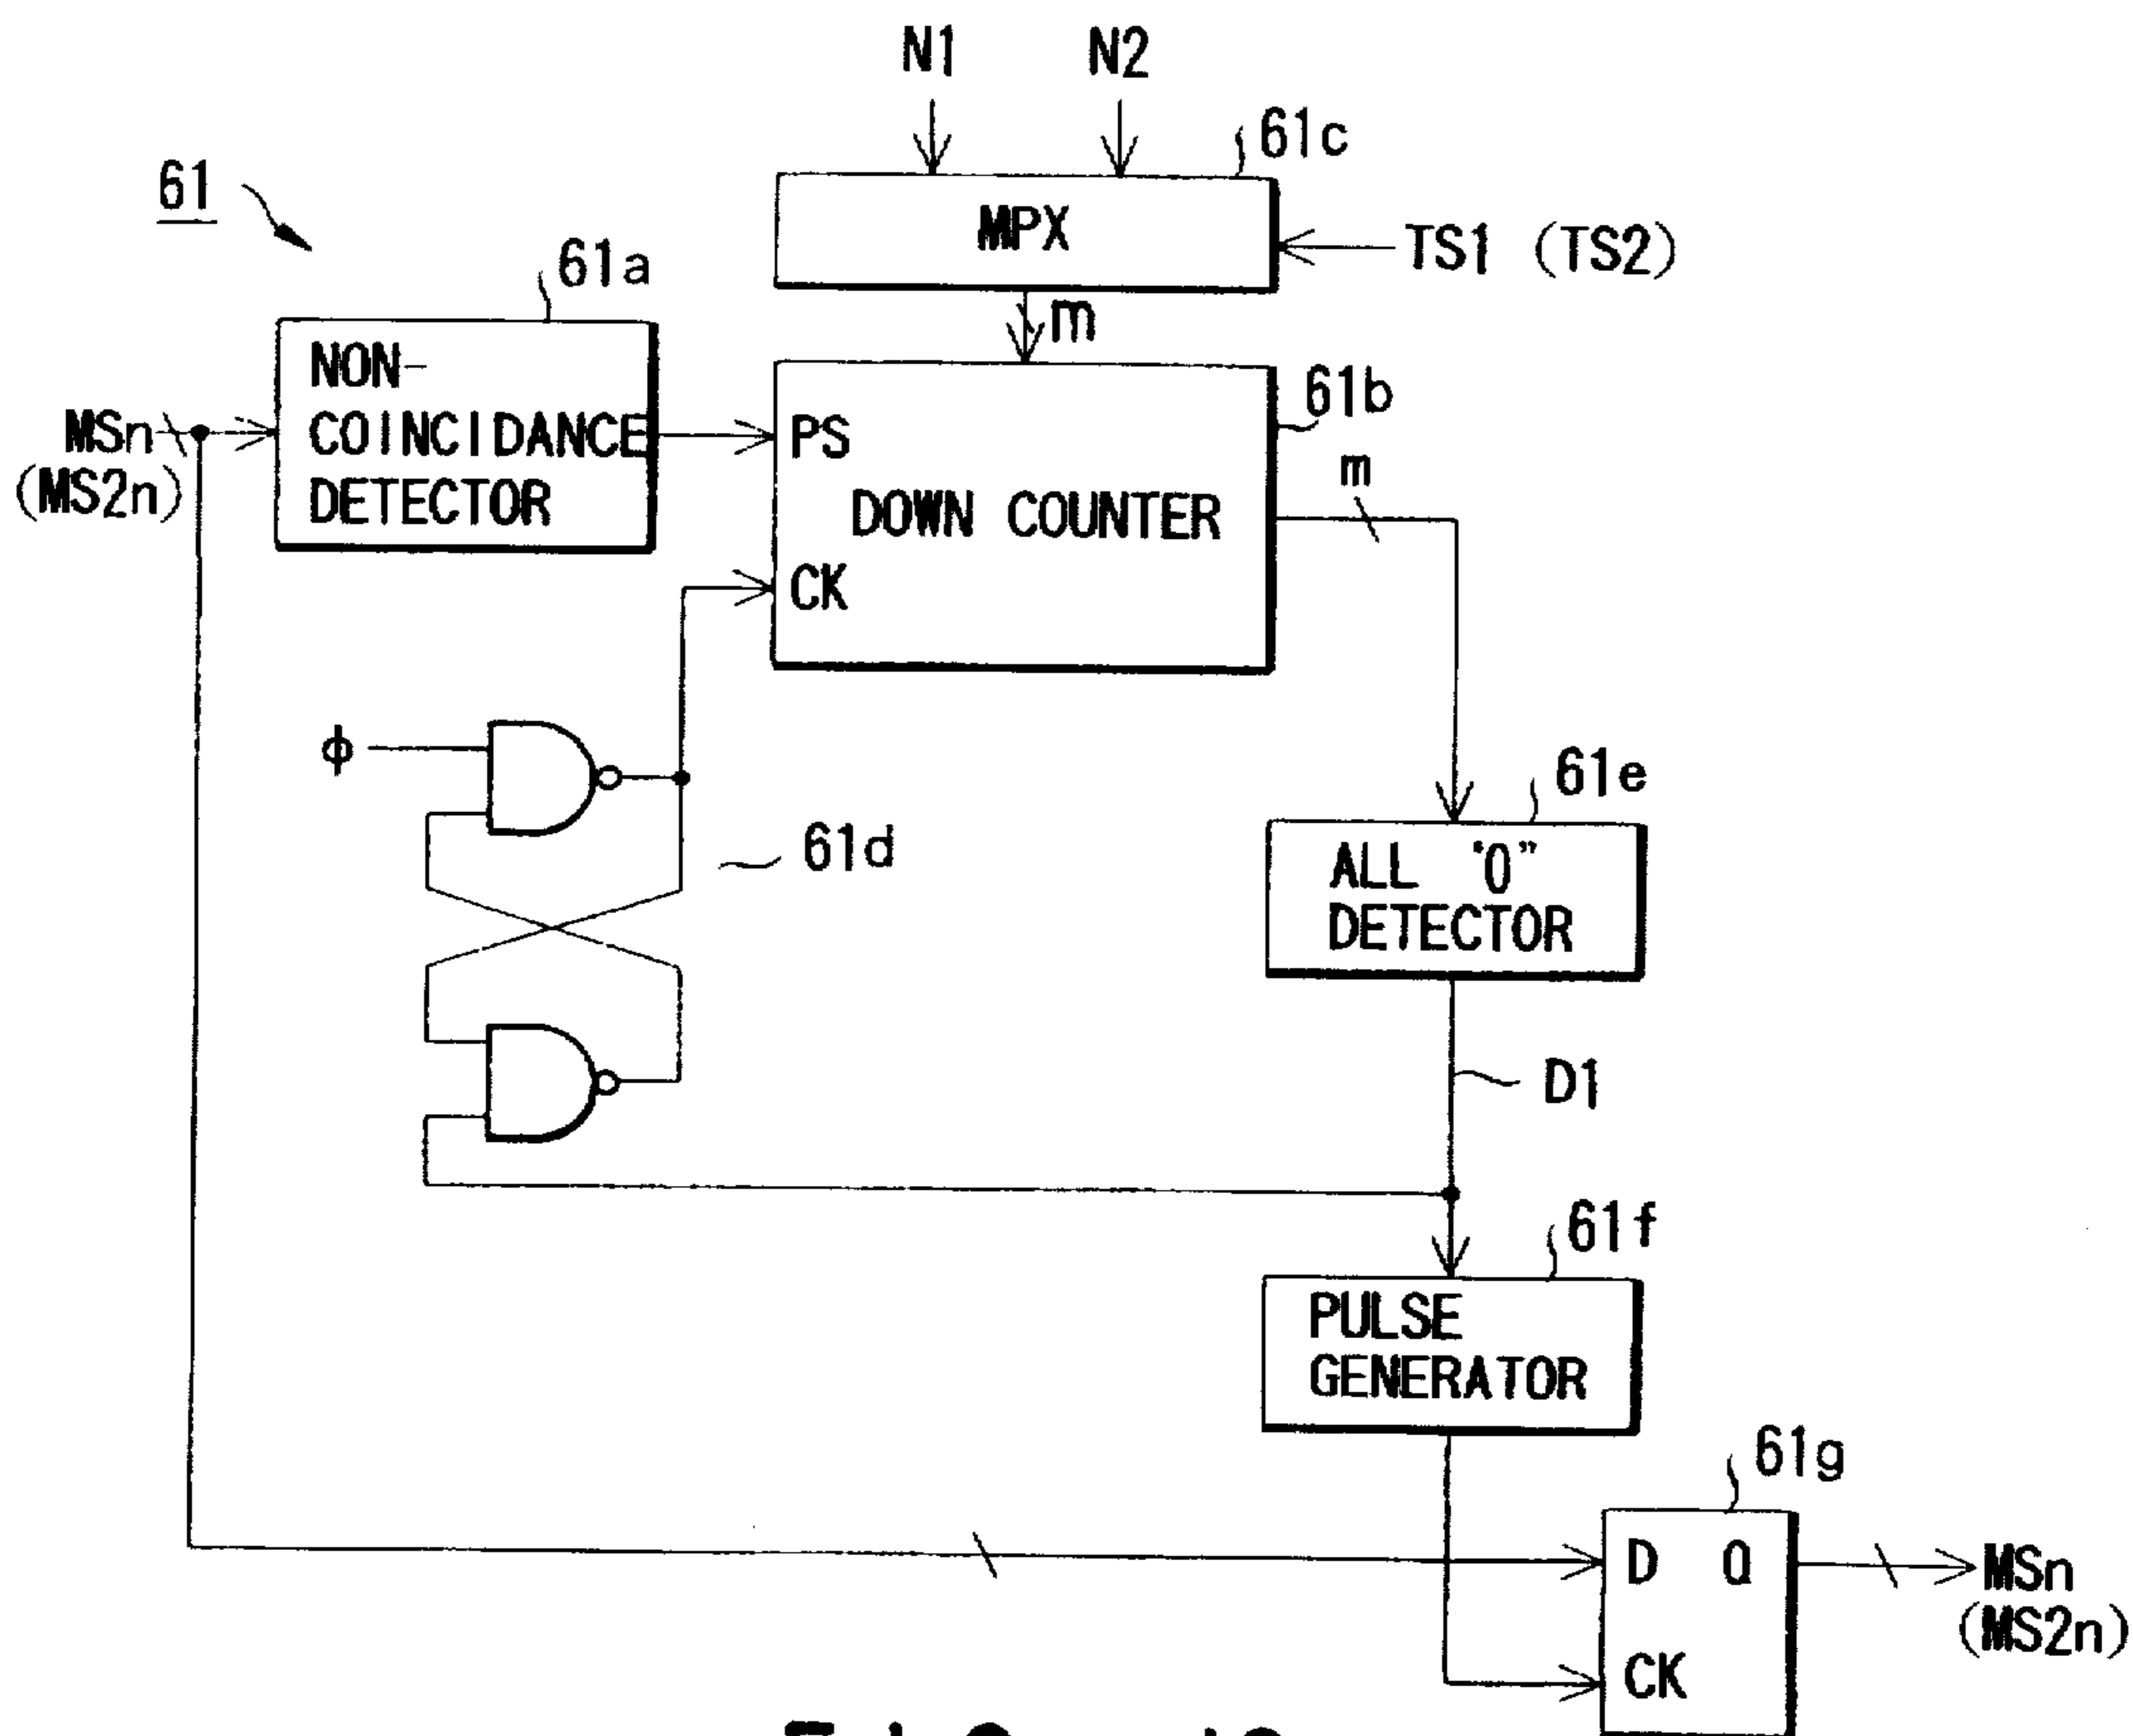 N1 N2
61c
61
MPX
TS1 (TS2)
61a
m
NON-
COINCIDANCE
DETECTOR
61b
MSn
(MS2n)
PS
m
DOWN COUNTER
CK
φ
61e
61d
ALL "0"
DETECTOR
D1
61f
PULSE
GENERATOR
61g
D Q
MSn
(MS2n)
CK